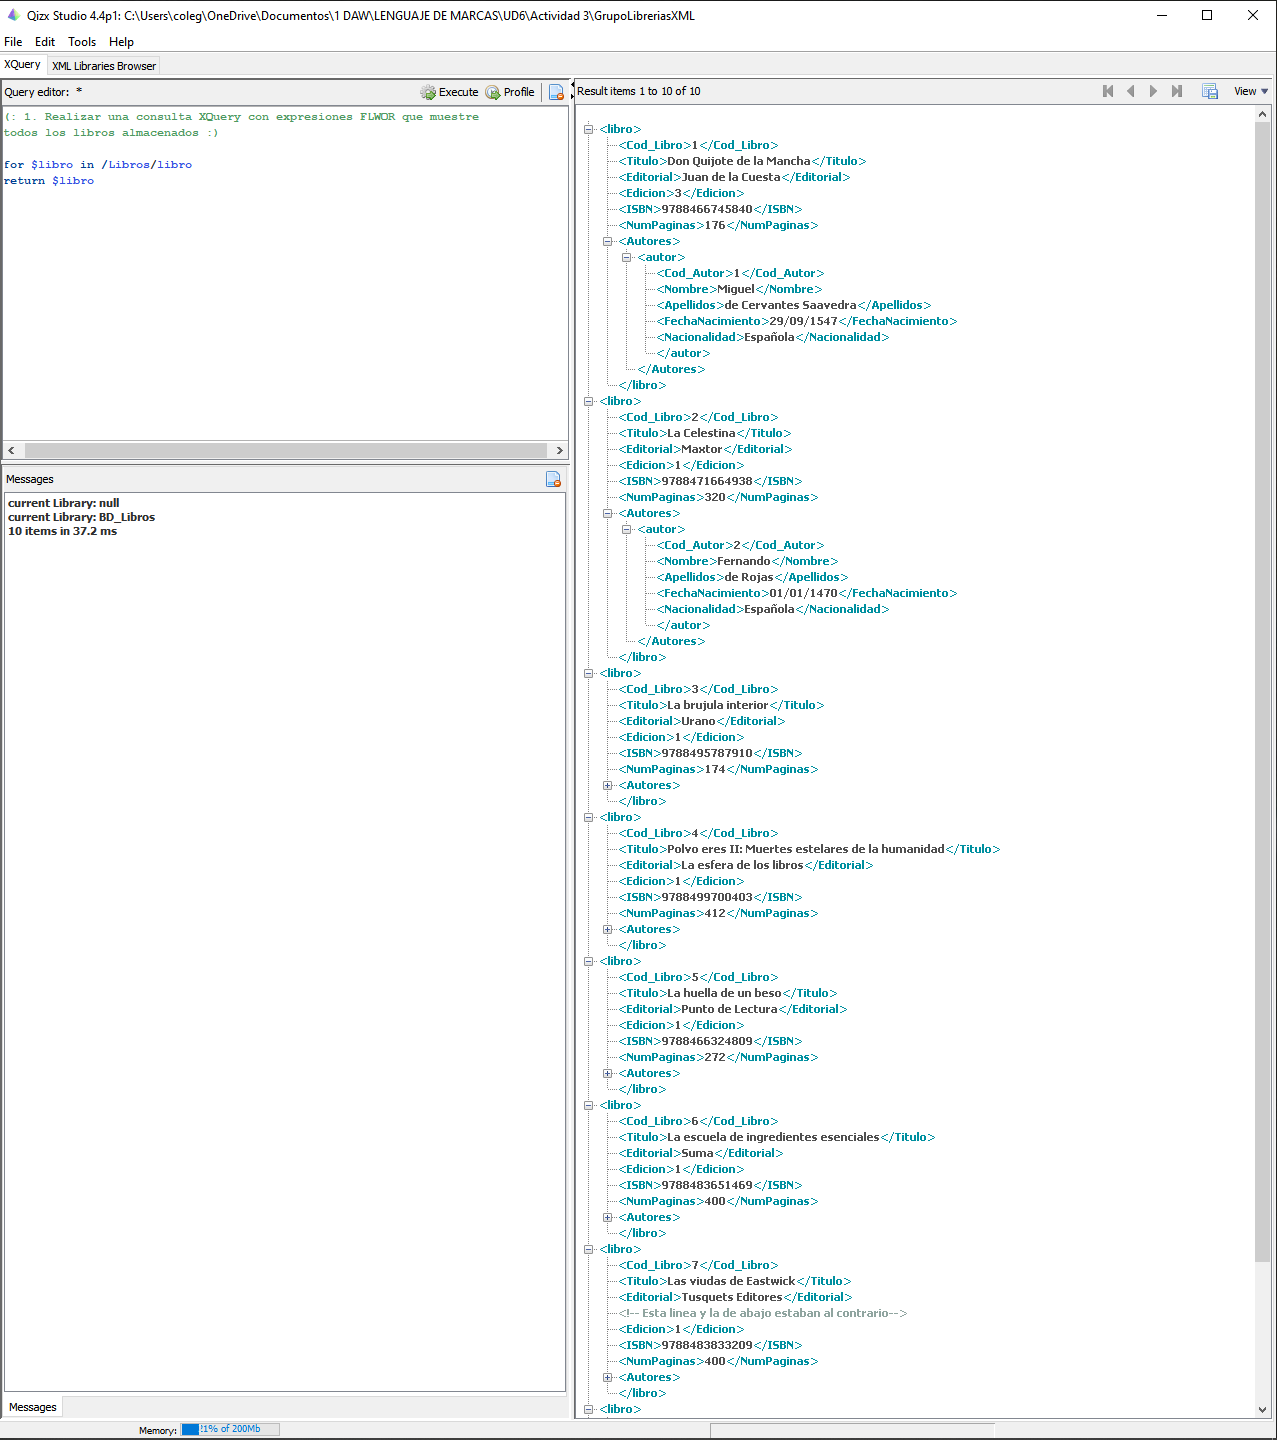 Qizx Studio 4.4p1: C:\Users\coleg\OneDrive\Documentos\1 DAW\LENGUAJE DE MARCAS\UD6\Actividad 3\GrupoLibreriasXML
File Edit Tools Help
XQuery XML Libraries Browser
Query editor: * Execute Profile
(: 1. Realizar una consulta XQuery con expresiones FLWOR que muestre
todos los libros almacenados :)
for $libro in /Libros/libro
return $libro
Messages
current Library: null
current Library: BD_Libros
10 items in 37.2 ms
Messages
Memory: 21% of 200Mb
Result items 1 to 10 of 10 View
<libro>
<Cod_Libro>1</Cod_Libro>
<Titulo>Don Quijote de la Mancha</Titulo>
<Editorial>Juan de la Cuesta</Editorial>
<Edicion>3</Edicion>
<ISBN>9788466745840</ISBN>
<NumPaginas>176</NumPaginas>
<Autores>
<autor>
<Cod_Autor>1</Cod_Autor>
<Nombre>Miguel</Nombre>
<Apellidos>de Cervantes Saavedra</Apellidos>
<FechaNacimiento>29/09/1547</FechaNacimiento>
<Nacionalidad>Española</Nacionalidad>
</autor>
</Autores>
</libro>
<libro>
<Cod_Libro>2</Cod_Libro>
<Titulo>La Celestina</Titulo>
<Editorial>Maxtor</Editorial>
<Edicion>1</Edicion>
<ISBN>9788471664938</ISBN>
<NumPaginas>320</NumPaginas>
<Autores>
<autor>
<Cod_Autor>2</Cod_Autor>
<Nombre>Fernando</Nombre>
<Apellidos>de Rojas</Apellidos>
<FechaNacimiento>01/01/1470</FechaNacimiento>
<Nacionalidad>Española</Nacionalidad>
</autor>
</Autores>
</libro>
<libro>
<Cod_Libro>3</Cod_Libro>
<Titulo>La brujula interior</Titulo>
<Editorial>Urano</Editorial>
<Edicion>1</Edicion>
<ISBN>9788495787910</ISBN>
<NumPaginas>174</NumPaginas>
<Autores>
</libro>
<libro>
<Cod_Libro>4</Cod_Libro>
<Titulo>Polvo eres II: Muertes estelares de la humanidad</Titulo>
<Editorial>La esfera de los libros</Editorial>
<Edicion>1</Edicion>
<ISBN>9788499700403</ISBN>
<NumPaginas>412</NumPaginas>
<Autores>
</libro>
<libro>
<Cod_Libro>5</Cod_Libro>
<Titulo>La huella de un beso</Titulo>
<Editorial>Punto de Lectura</Editorial>
<Edicion>1</Edicion>
<ISBN>9788466324809</ISBN>
<NumPaginas>272</NumPaginas>
<Autores>
</libro>
<libro>
<Cod_Libro>6</Cod_Libro>
<Titulo>La escuela de ingredientes esenciales</Titulo>
<Editorial>Suma</Editorial>
<Edicion>1</Edicion>
<ISBN>9788483651469</ISBN>
<NumPaginas>400</NumPaginas>
<Autores>
</libro>
<libro>
<Cod_Libro>7</Cod_Libro>
<Titulo>Las viudas de Eastwick</Titulo>
<Editorial>Tusquets Editores</Editorial>
<!-- Esta linea y la de abajo estaban al contrario-->
<Edicion>1</Edicion>
<ISBN>9788483833209</ISBN>
<NumPaginas>400</NumPaginas>
<Autores>
</libro>
<libro>